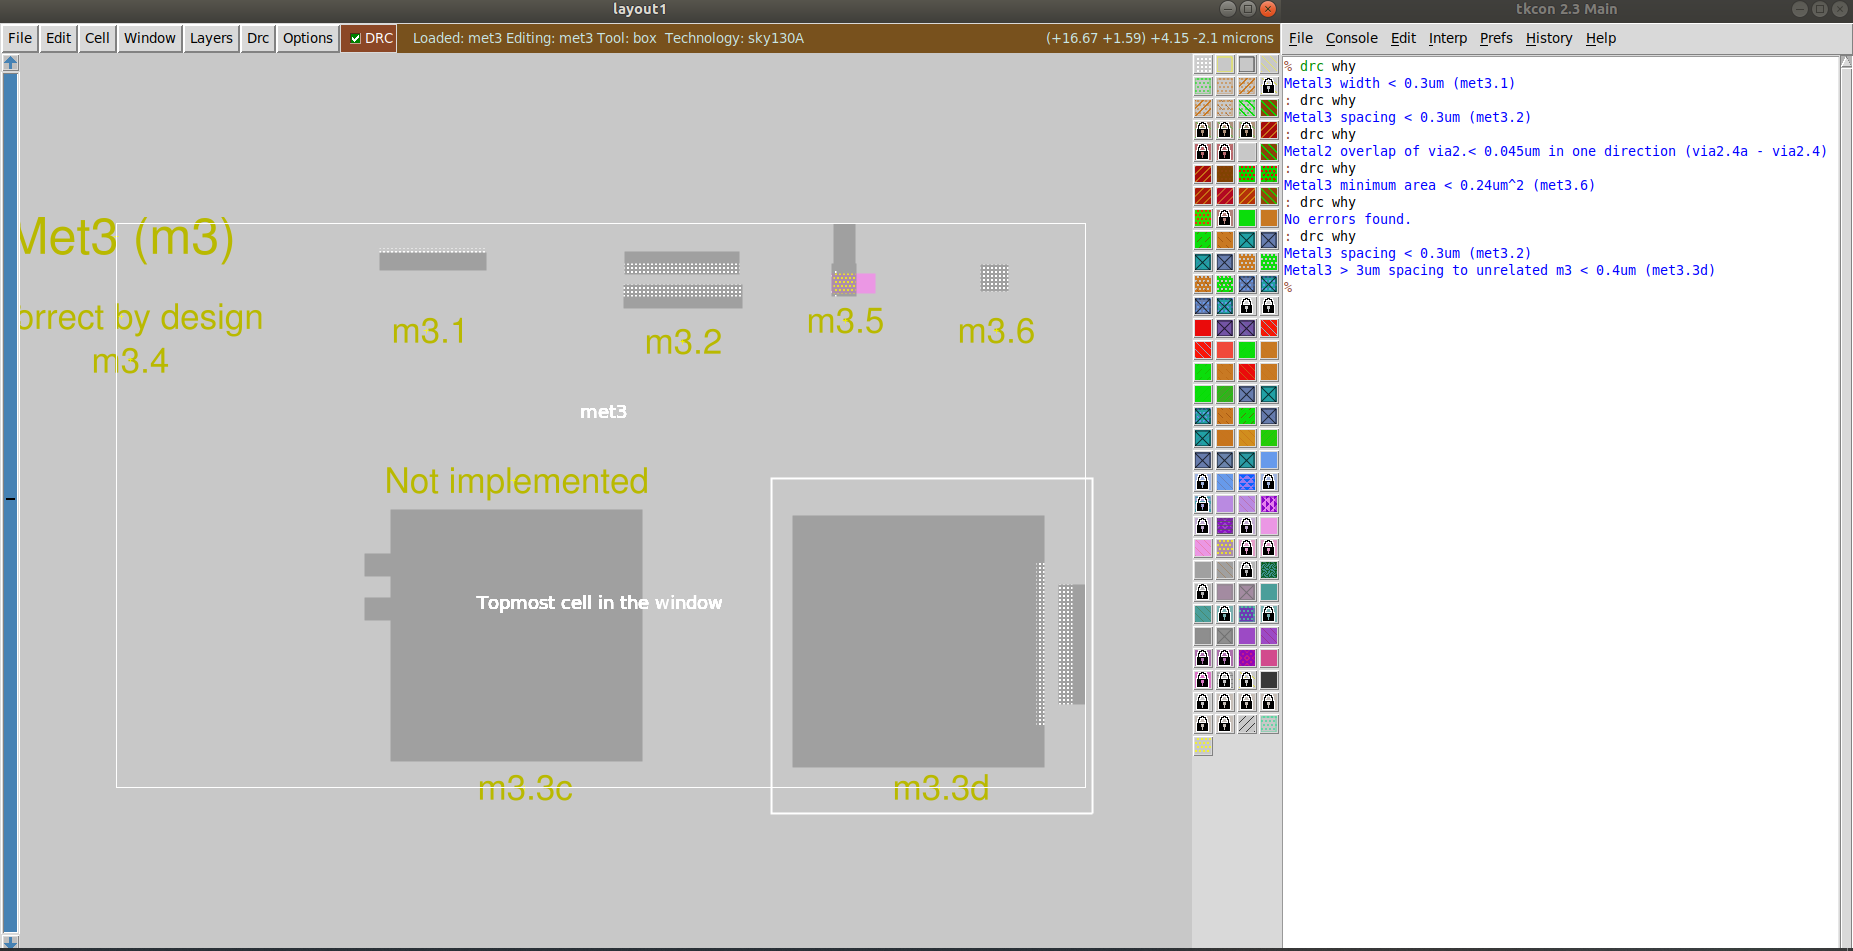 layout1
File Edit Cell Window Layers Drc Options DRC Loaded: met3 Editing: met3 Tool: box Technology: sky130A (+16.67 +1.59) +4.15 -2.1 microns
Met3 (m3)
orrect by design
m3.4
m3.1
m3.2
m3.5
m3.6
met3
Not implemented
Topmost cell in the window
m3.3c
m3.3d
tkcon 2.3 Main
File Console Edit Interp Prefs History Help
% drc why
Metal3 width < 0.3um (met3.1)
: drc why
Metal3 spacing < 0.3um (met3.2)
: drc why
Metal2 overlap of via2.< 0.045um in one direction (via2.4a - via2.4)
: drc why
Metal3 minimum area < 0.24um^2 (met3.6)
: drc why
No errors found.
: drc why
Metal3 spacing < 0.3um (met3.2)
Metal3 > 3um spacing to unrelated m3 < 0.4um (met3.3d)
%